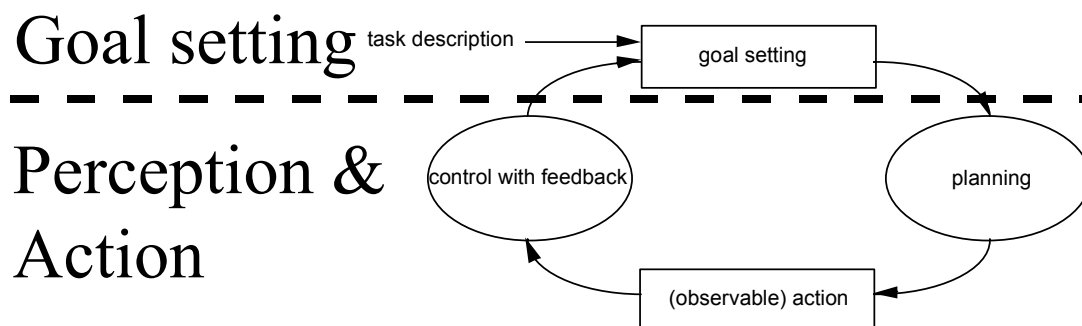 Goal setting
task description
goal setting
Perception &
Action
control with feedback
planning
(observable) action